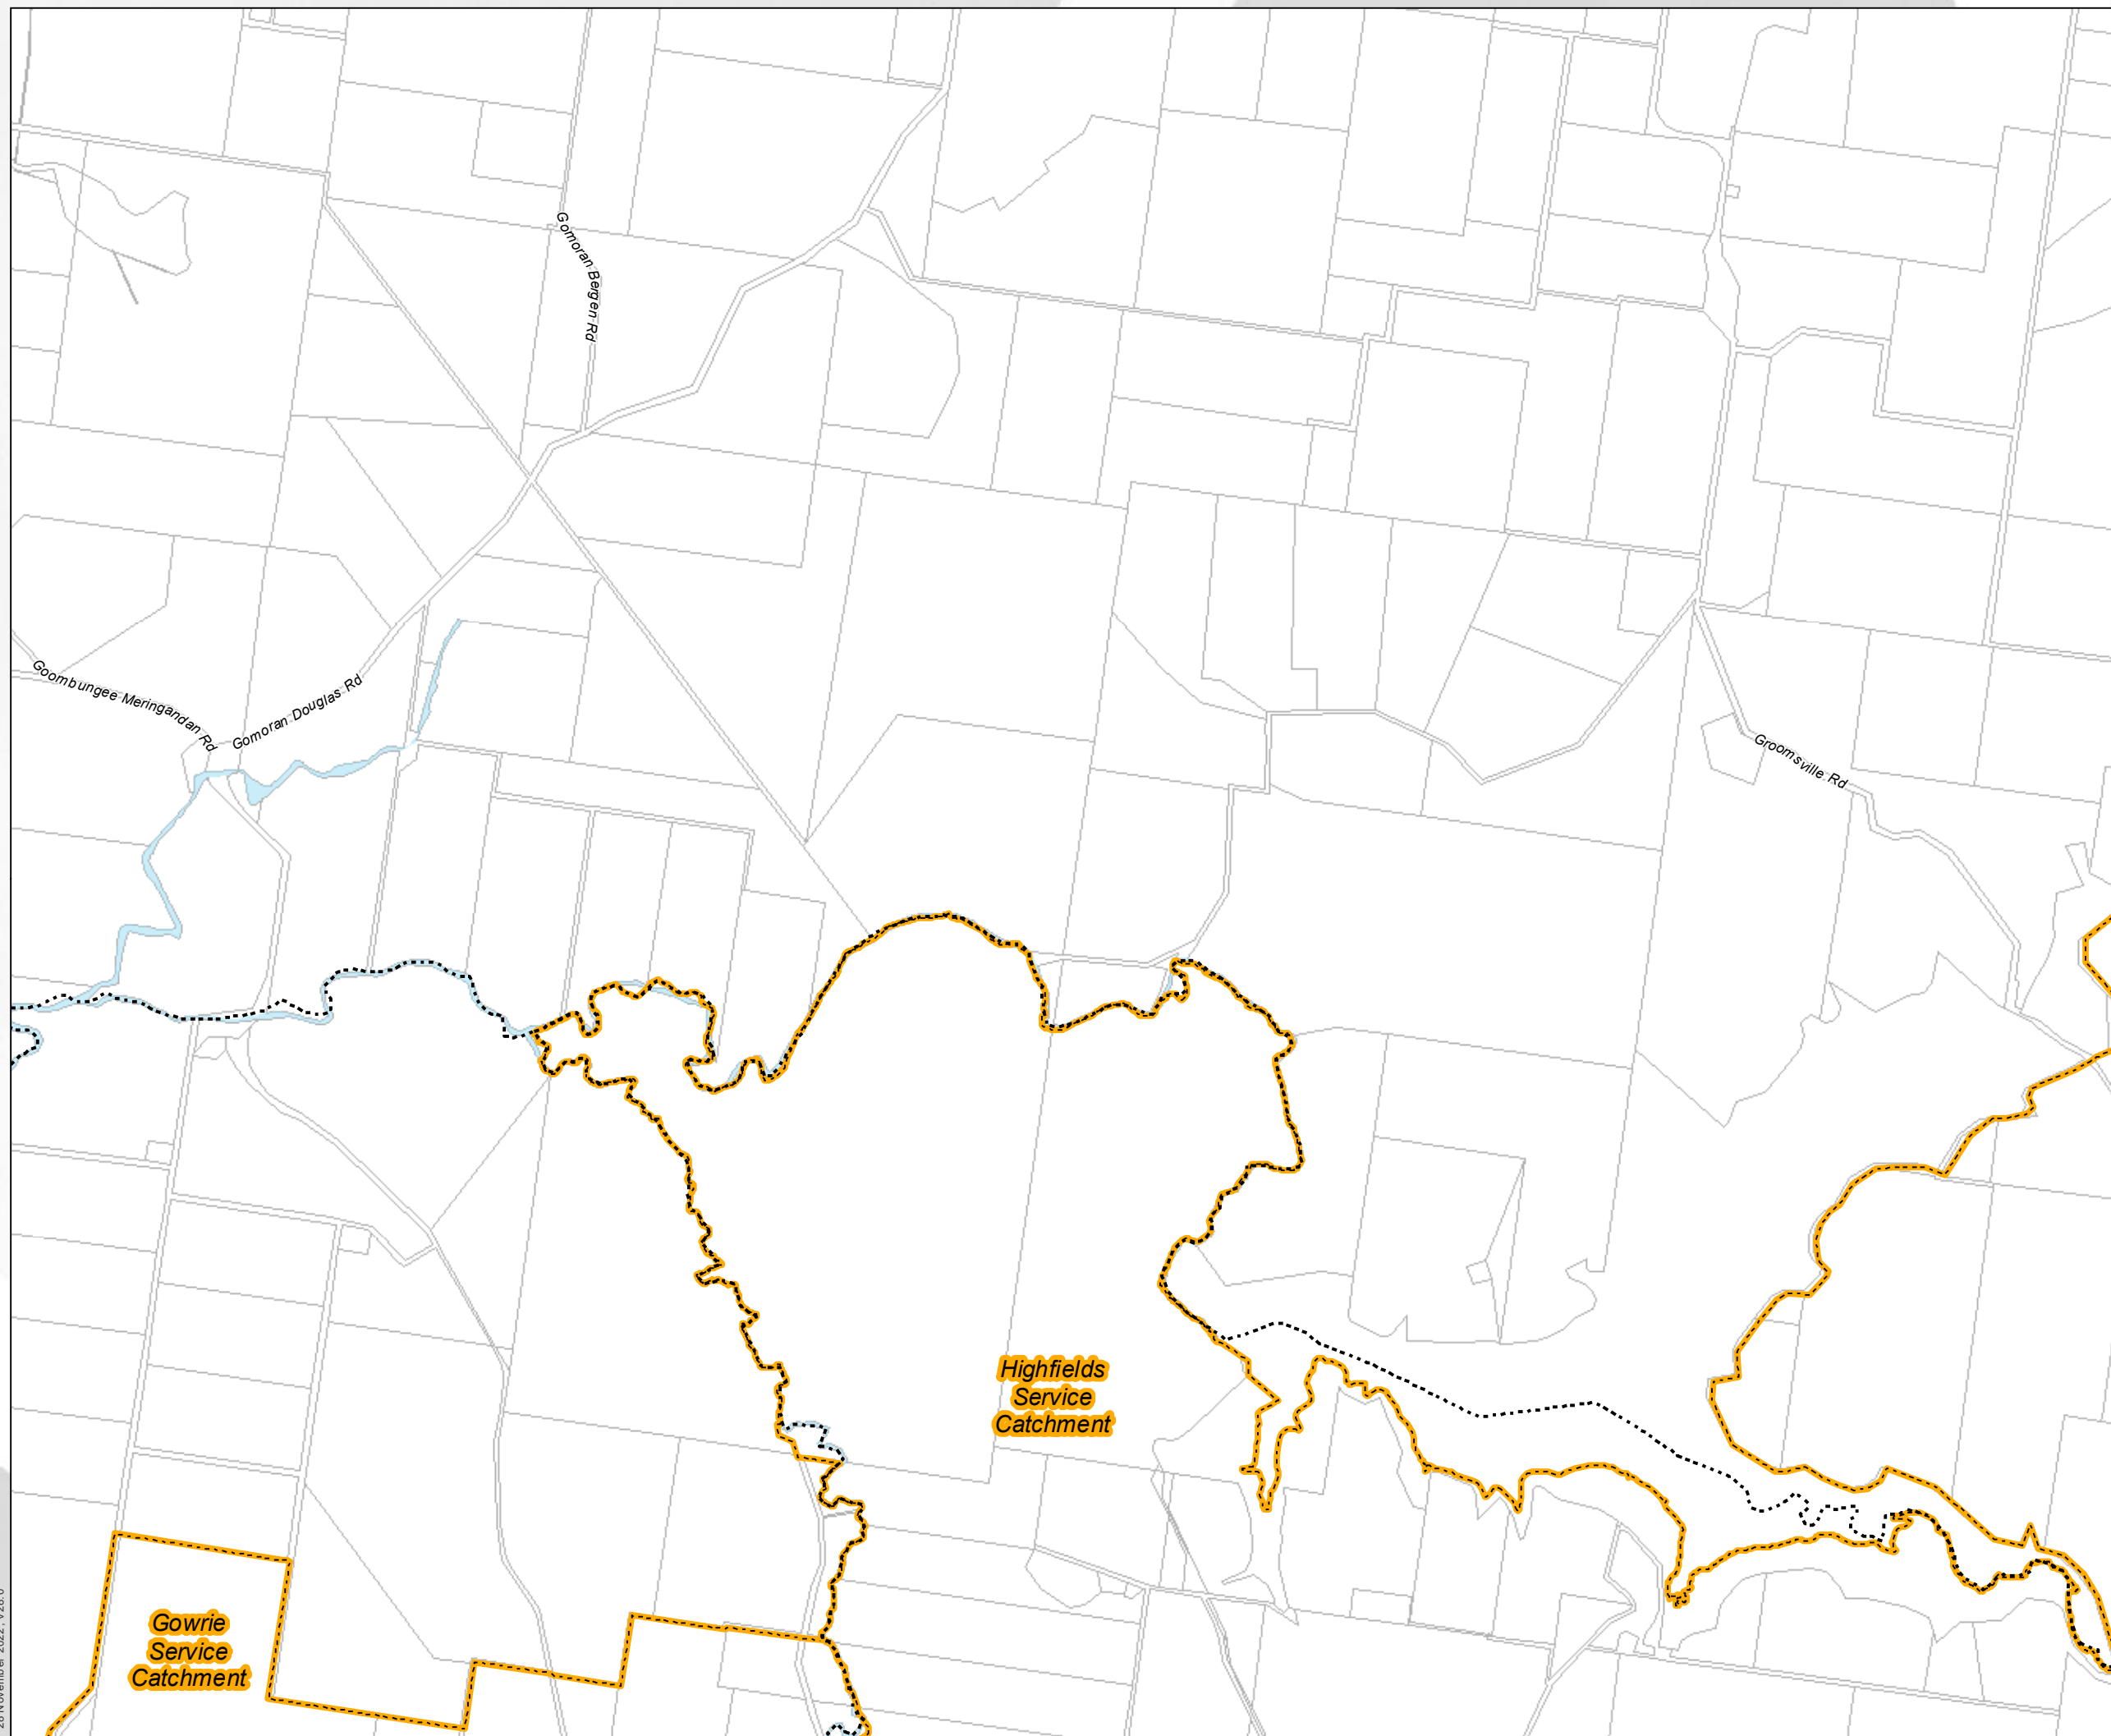 Gomoran Bergen Rd
Goombungee Meringandan Rd
Gomoran Douglas Rd
Groomsville Rd
Highfields
Service
Catchment
Gowrie
Service
Catchment